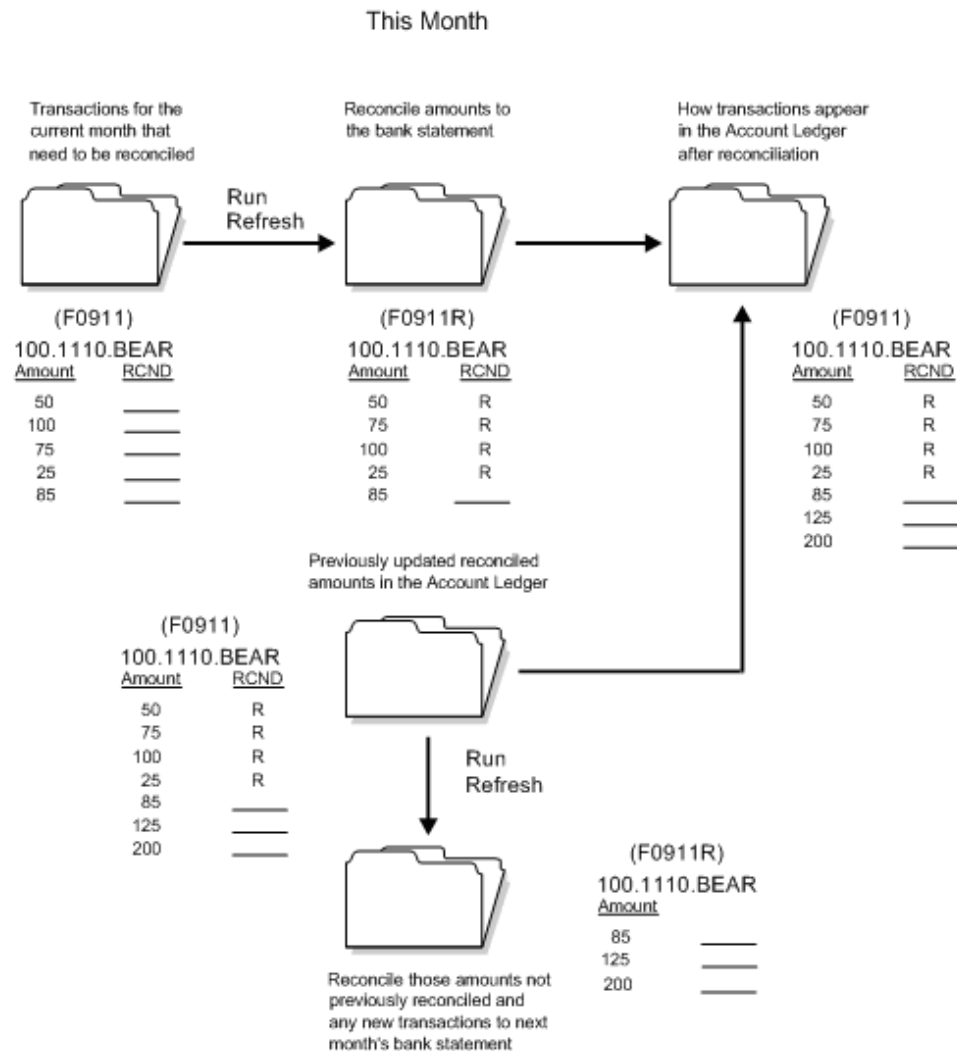 This Month
Transactions for the
current month that
need to be reconciled
Reconcile amounts to
the bank statement
How transactions appear
in the Account Ledger
after reconciliation
Run
Refresh
(F0911)
100.1110.BEAR
Amount RCND
50
100
75
25
85
(F0911R)
100.1110.BEAR
Amount RCND
50 R
75 R
100 R
25 R
85
(F0911)
100.1110.BEAR
Amount RCND
50 R
75 R
100 R
25 R
85
125
200
Previously updated reconciled
amounts in the Account Ledger
(F0911)
100.1110.BEAR
Amount RCND
50 R
75 R
100 R
25 R
85
125
200
Run
Refresh
(F0911R)
100.1110.BEAR
Amount
85
125
200
Reconcile those amounts not
previously reconciled and
any new transactions to next
month's bank statement